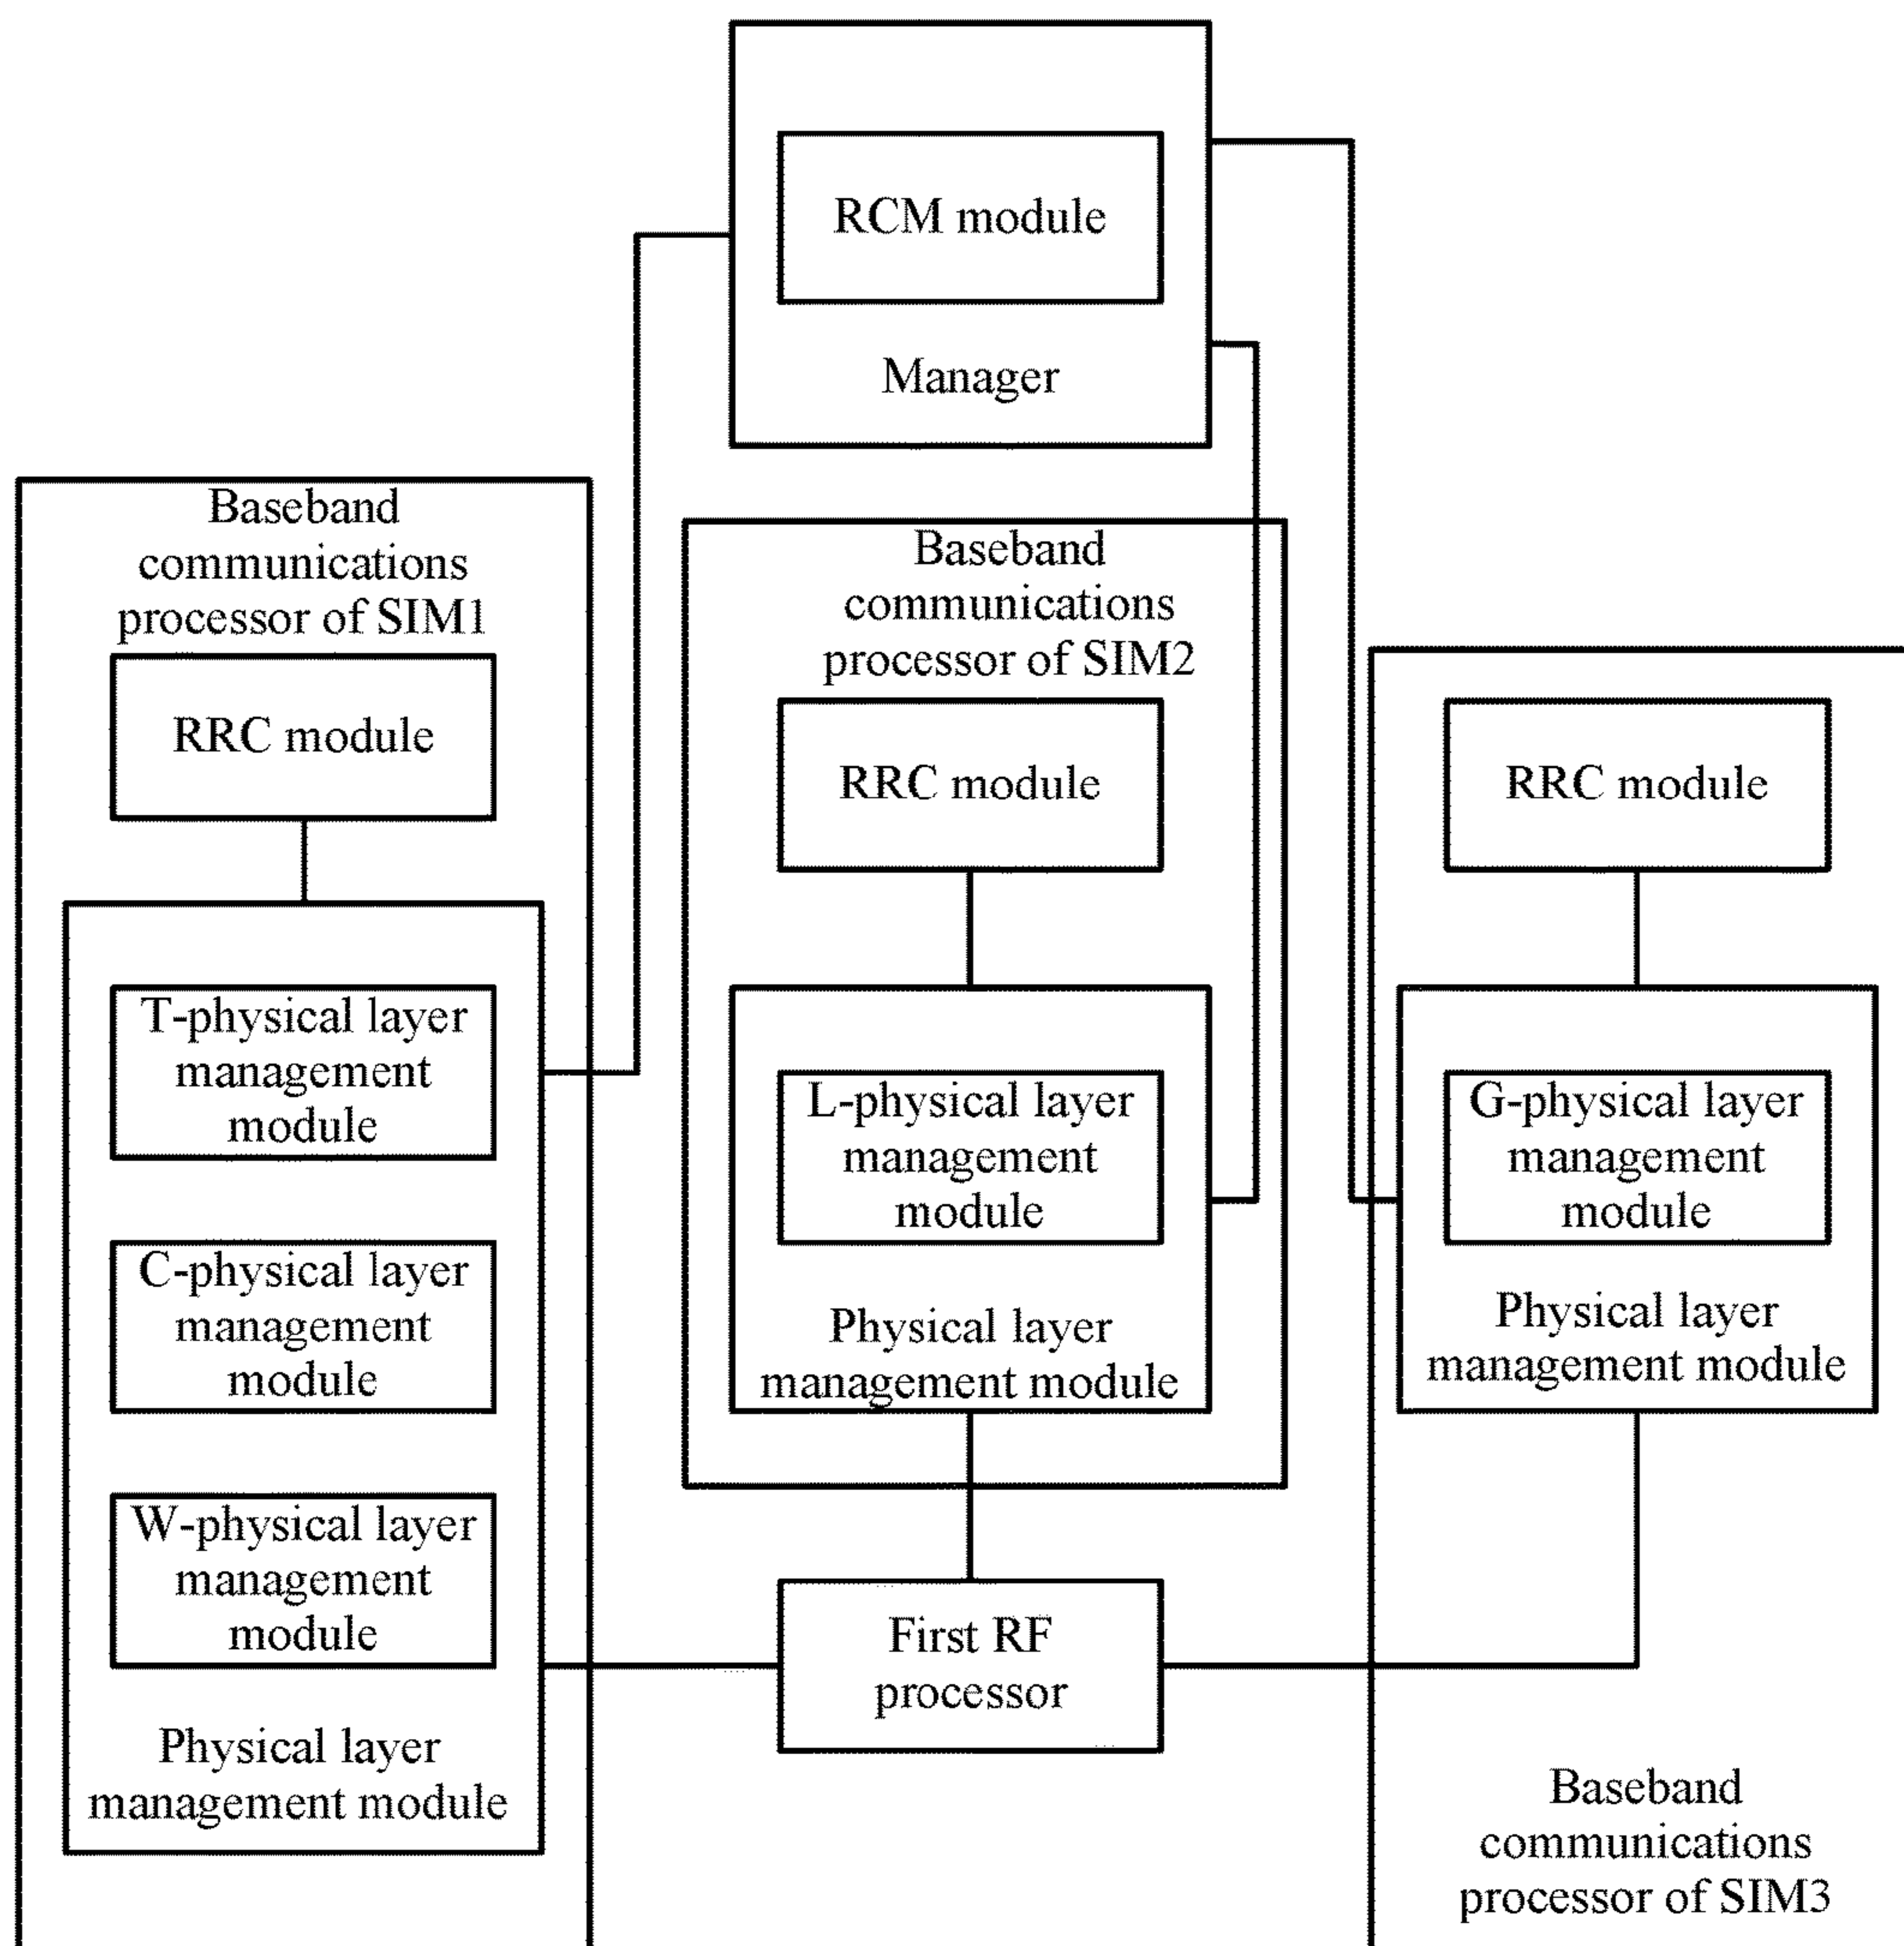 RCM module
Manager
Baseband
communications
processor of SIM1
RRC module
T-physical layer
management
module
C-physical layer
management
module
W-physical layer
management
module
Physical layer
management module
Baseband
communications
processor of SIM2
RRC module
L-physical layer
management
module
Physical layer
management module
First RF
processor
RRC module
G-physical layer
management
module
Physical layer
management module
Baseband
communications
processor of SIM3